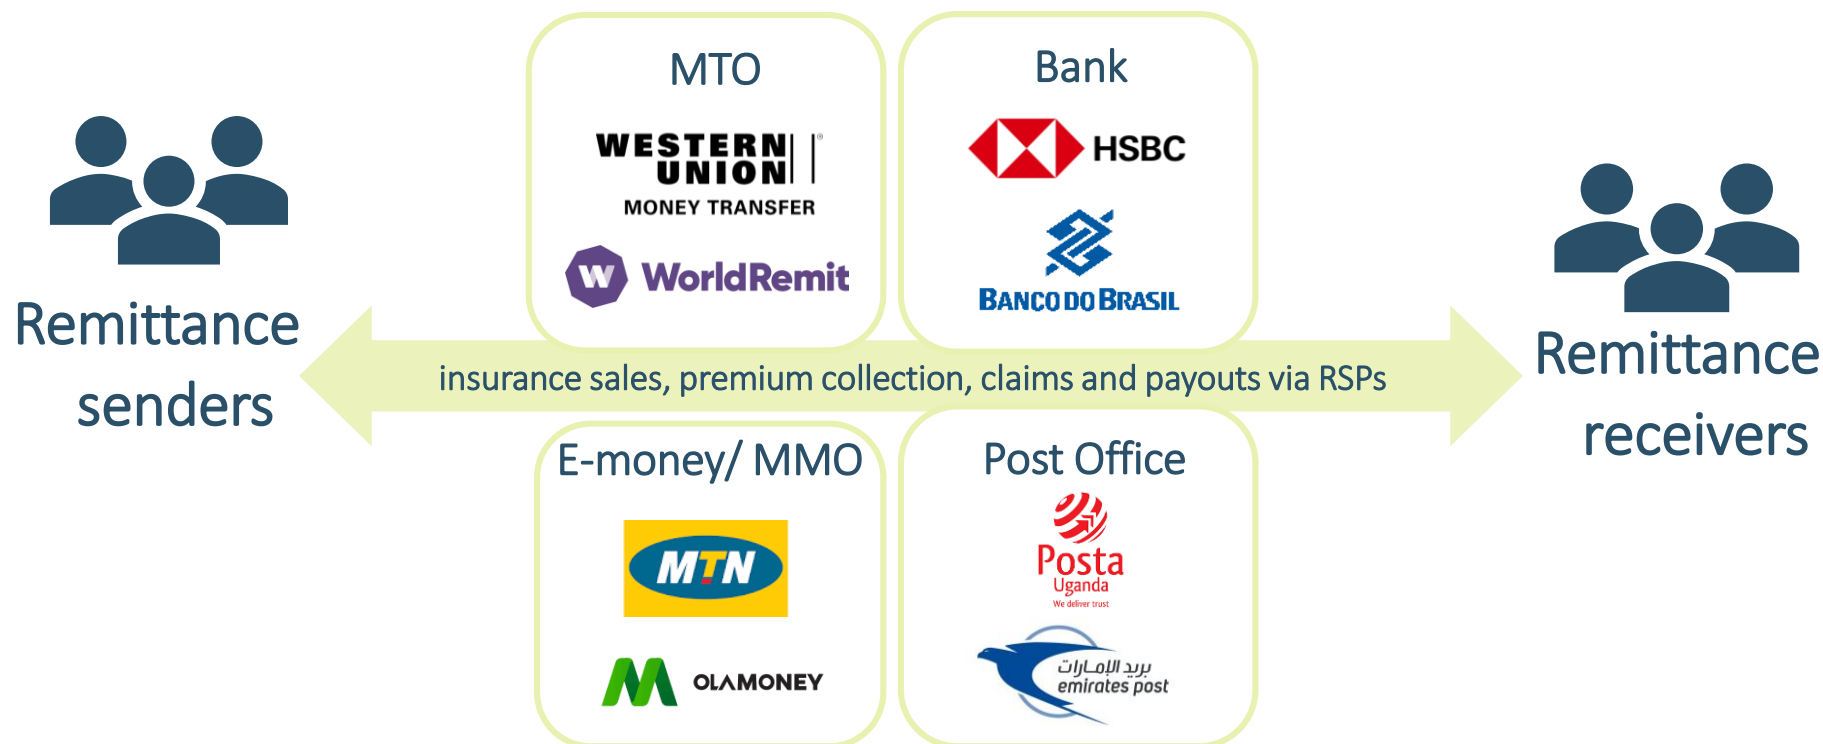 MTO
WESTERN
UNION
®
MONEY TRANSFER
W
WorldRemit
Bank
HSBC
BANCO DO BRASIL
Remittance
senders
insurance sales, premium collection, claims and payouts via RSPs
Remittance
receivers
E-money/ MMO
MTN
OLAMONEY
Post Office
Posta
Uganda
We deliver trust
بريد الإمارات
emirates post